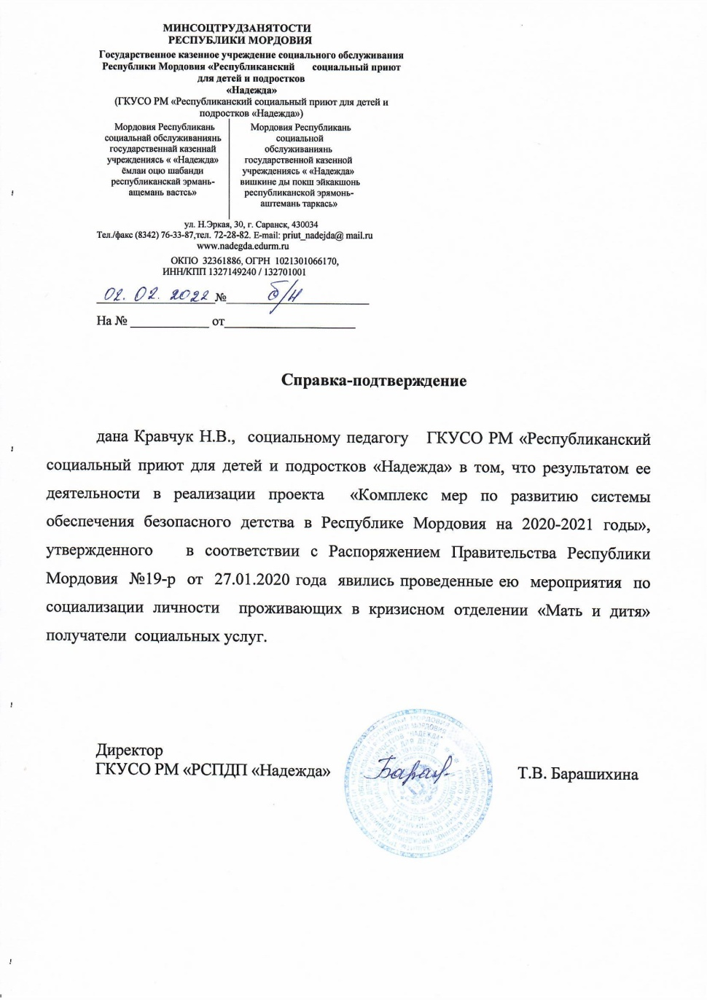 МИНСОЦТРУДЗАНЯТОСТИ
РЕСПУБЛИКИ МОРДОВИЯ
Государственное казенное учреждение социального обслуживания
Республики Мордовия «Республиканский социальный приют
для детей и подростков
«Надежда»
(ГКУСО РМ «Республиканский социальный приют для детей и
подростков «Надежда»)
Мордовия Республикань
социальнай обслуживаниянь
государственнай казеннай
учреждениясь « «Надежда»
ёмлаи оцю шабанди
республиканскай эрмань-
ащемань вастсь»
Мордовия Республикань
социальной
обслуживаниянь
государственной казенной
учреждениясь « «Надежда»
вишкине ды покш эйкакшонь
республиканской эрямонь-
аштемань таркась»
ул. Н.Эркая, 30, г. Саранск, 430034
Тел./факс (8342) 76-33-87,тел. 72-28-82. E-mail: priut_nadejda@ mail.ru
www.nadegda.edurm.ru
ОКПО 32361886, ОГРН 1021301066170,
ИНН/КПП 1327149240 / 132701001
02. 02. 2022 № б/н
На № ____________ от____________________
Справка-подтверждение
дана Кравчук Н.В., социальному педагогу ГКУСО РМ «Республиканский
социальный приют для детей и подростков «Надежда» в том, что результатом ее
деятельности в реализации проекта «Комплекс мер по развитию системы
обеспечения безопасного детства в Республике Мордовия на 2020-2021 годы»,
утвержденного в соответствии с Распоряжением Правительства Республики
Мордовия №19-р от 27.01.2020 года явились проведенные ею мероприятия по
социализации личности проживающих в кризисном отделении «Мать и дитя»
получатели социальных услуг.
Директор
ГКУСО РМ «РСПДП «Надежда»
Т.В. Барашихина